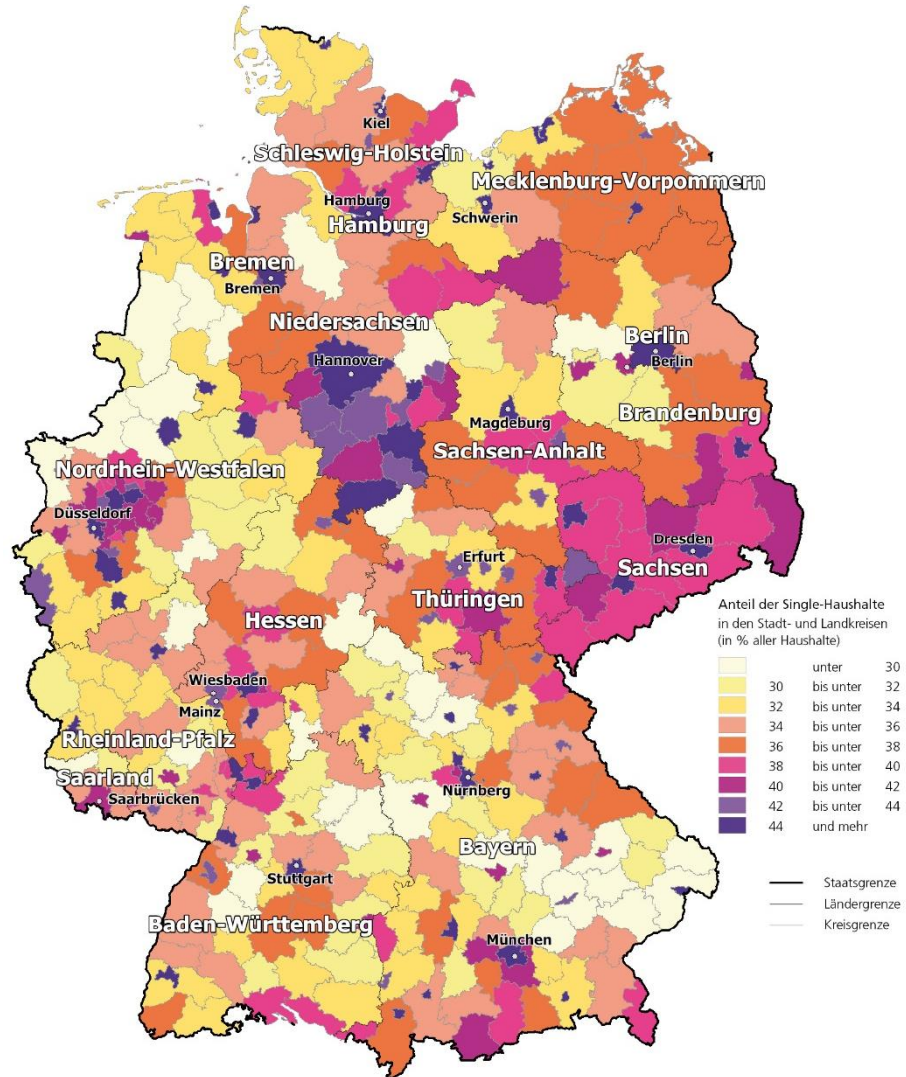 Kiel
Schleswig-Holstein
Mecklenburg-Vorpommern
Hamburg
Hamburg
Schwerin
Bremen
Bremen
Niedersachsen
Hannover
Berlin
Berlin
Magdeburg
Brandenburg
Sachsen-Anhalt
Nordrhein-Westfalen
Düsseldorf
Dresden
Sachsen
Erfurt
Thüringen
Hessen
Wiesbaden
Mainz
Rheinland-Pfalz
Saarland
Saarbrücken
Nürnberg
Bayern
Stuttgart
Baden-Württemberg
München
Anteil der Single-Haushalte
in den Stadt- und Landkreisen
(in % aller Haushalte)
unter 30
30 bis unter 32
32 bis unter 34
34 bis unter 36
36 bis unter 38
38 bis unter 40
40 bis unter 42
42 bis unter 44
44 und mehr
Staatsgrenze
Ländergrenze
Kreisgrenze